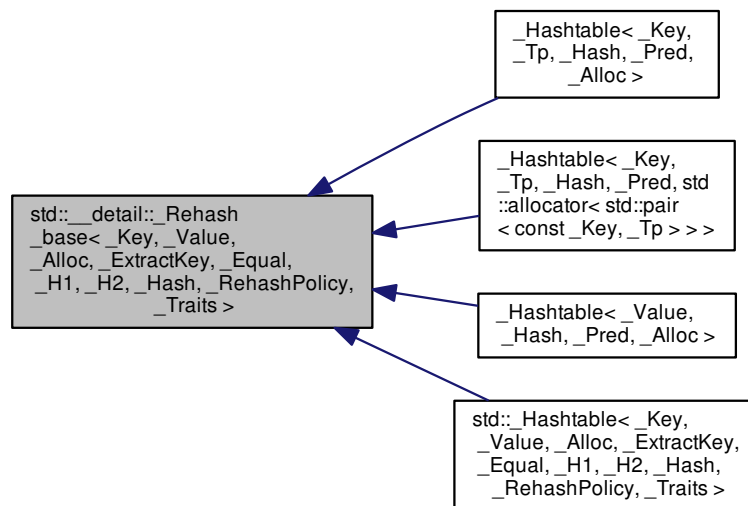 std::__detail::_Rehash
_base< _Key, _Value,
_Alloc, _ExtractKey, _Equal,
_H1, _H2, _Hash, _RehashPolicy,
_Traits >
_Hashtable< _Key,
_Tp, _Hash, _Pred,
_Alloc >
_Hashtable< _Key,
_Tp, _Hash, _Pred, std
::allocator< std::pair
< const _Key, _Tp > > >
_Hashtable< _Value,
_Hash, _Pred, _Alloc >
std::_Hashtable< _Key,
_Value, _Alloc, _ExtractKey,
_Equal, _H1, _H2, _Hash,
_RehashPolicy, _Traits >